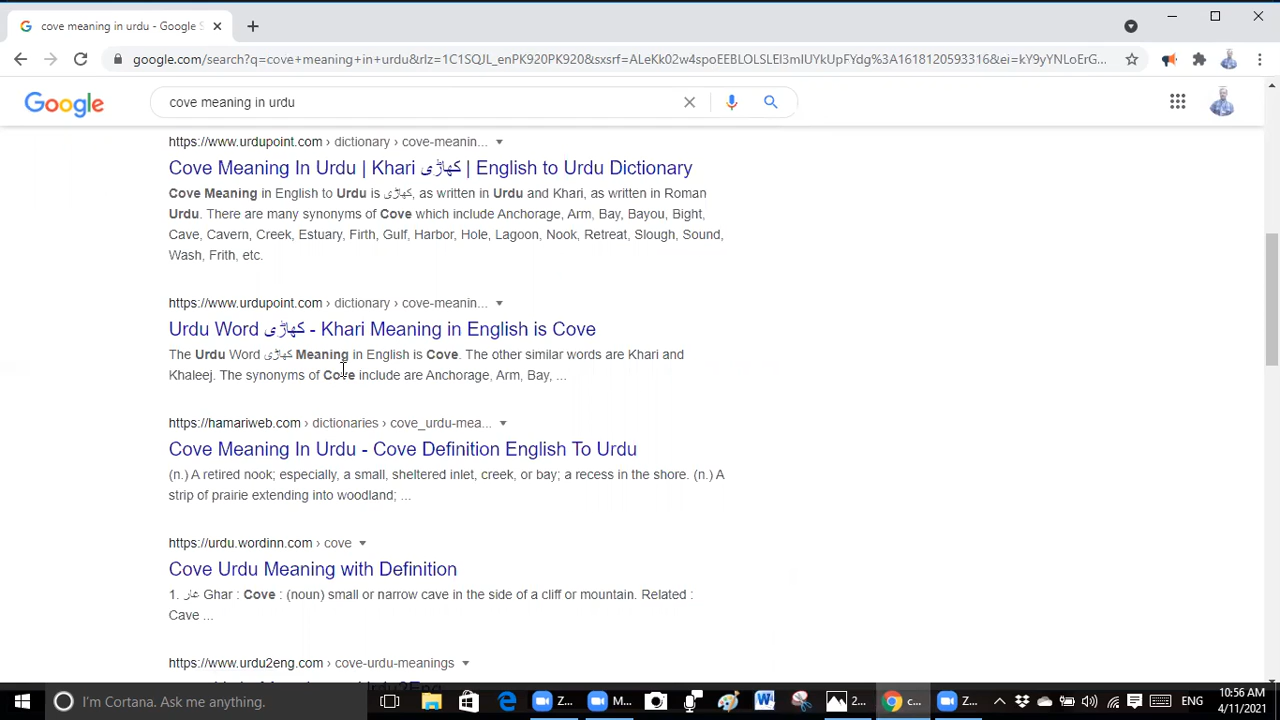 cove meaning in urdu - Google S
google.com/search?q=cove+meaning+in+urdu&rlz=1C1SQJL_enPK920PK920&sxsrf=ALeKk02w4spoEEBLOLSLEl3mIUYkUpFYdg%3A1618120593316&ei=kY9yYNLoErG...
Google
cove meaning in urdu
https://www.urdupoint.com › dictionary › cove-meanin...
Cove Meaning In Urdu | Khari کھاڑی | English to Urdu Dictionary
Cove Meaning in English to Urdu is کھاڑی, as written in Urdu and Khari, as written in Roman
Urdu. There are many synonyms of Cove which include Anchorage, Arm, Bay, Bayou, Bight,
Cave, Cavern, Creek, Estuary, Firth, Gulf, Harbor, Hole, Lagoon, Nook, Retreat, Slough, Sound,
Wash, Frith, etc.
https://www.urdupoint.com › dictionary › cove-meanin...
Urdu Word کھاڑی - Khari Meaning in English is Cove
The Urdu Word کھاڑی Meaning in English is Cove. The other similar words are Khari and
Khaleej. The synonyms of Cove include are Anchorage, Arm, Bay, ...
https://hamariweb.com › dictionaries › cove_urdu-mea...
Cove Meaning In Urdu - Cove Definition English To Urdu
(n.) A retired nook; especially, a small, sheltered inlet, creek, or bay; a recess in the shore. (n.) A
strip of prairie extending into woodland; ...
https://urdu.wordinn.com › cove
Cove Urdu Meaning with Definition
1. غار Ghar : Cove : (noun) small or narrow cave in the side of a cliff or mountain. Related :
Cave ...
https://www.urdu2eng.com › cove-urdu-meanings
I'm Cortana. Ask me anything.
Z...
M...
2...
c...
Z...
ENG
10:56 AM
4/11/2021